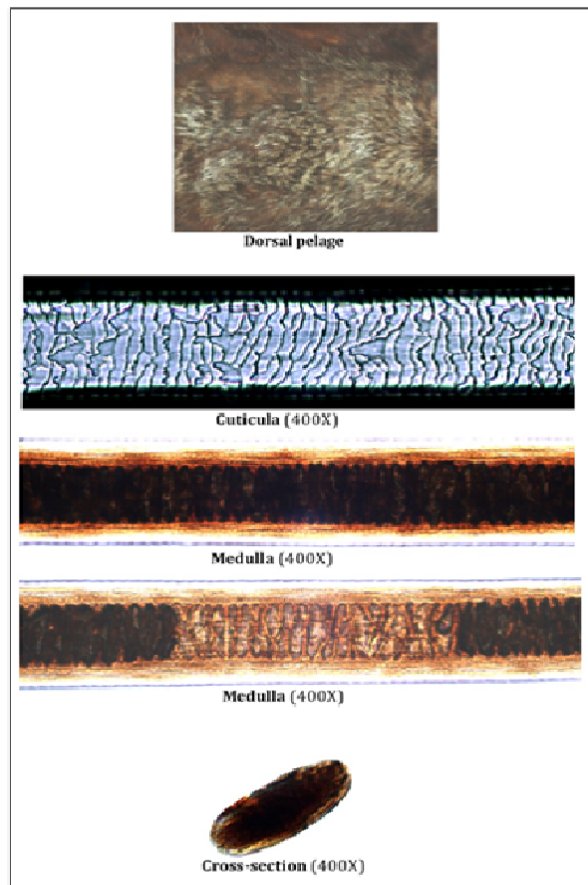 Dorsal pelage
Cuticula (400X)
Medulla (400X)
Medulla (400X)
Cross-section (400X)